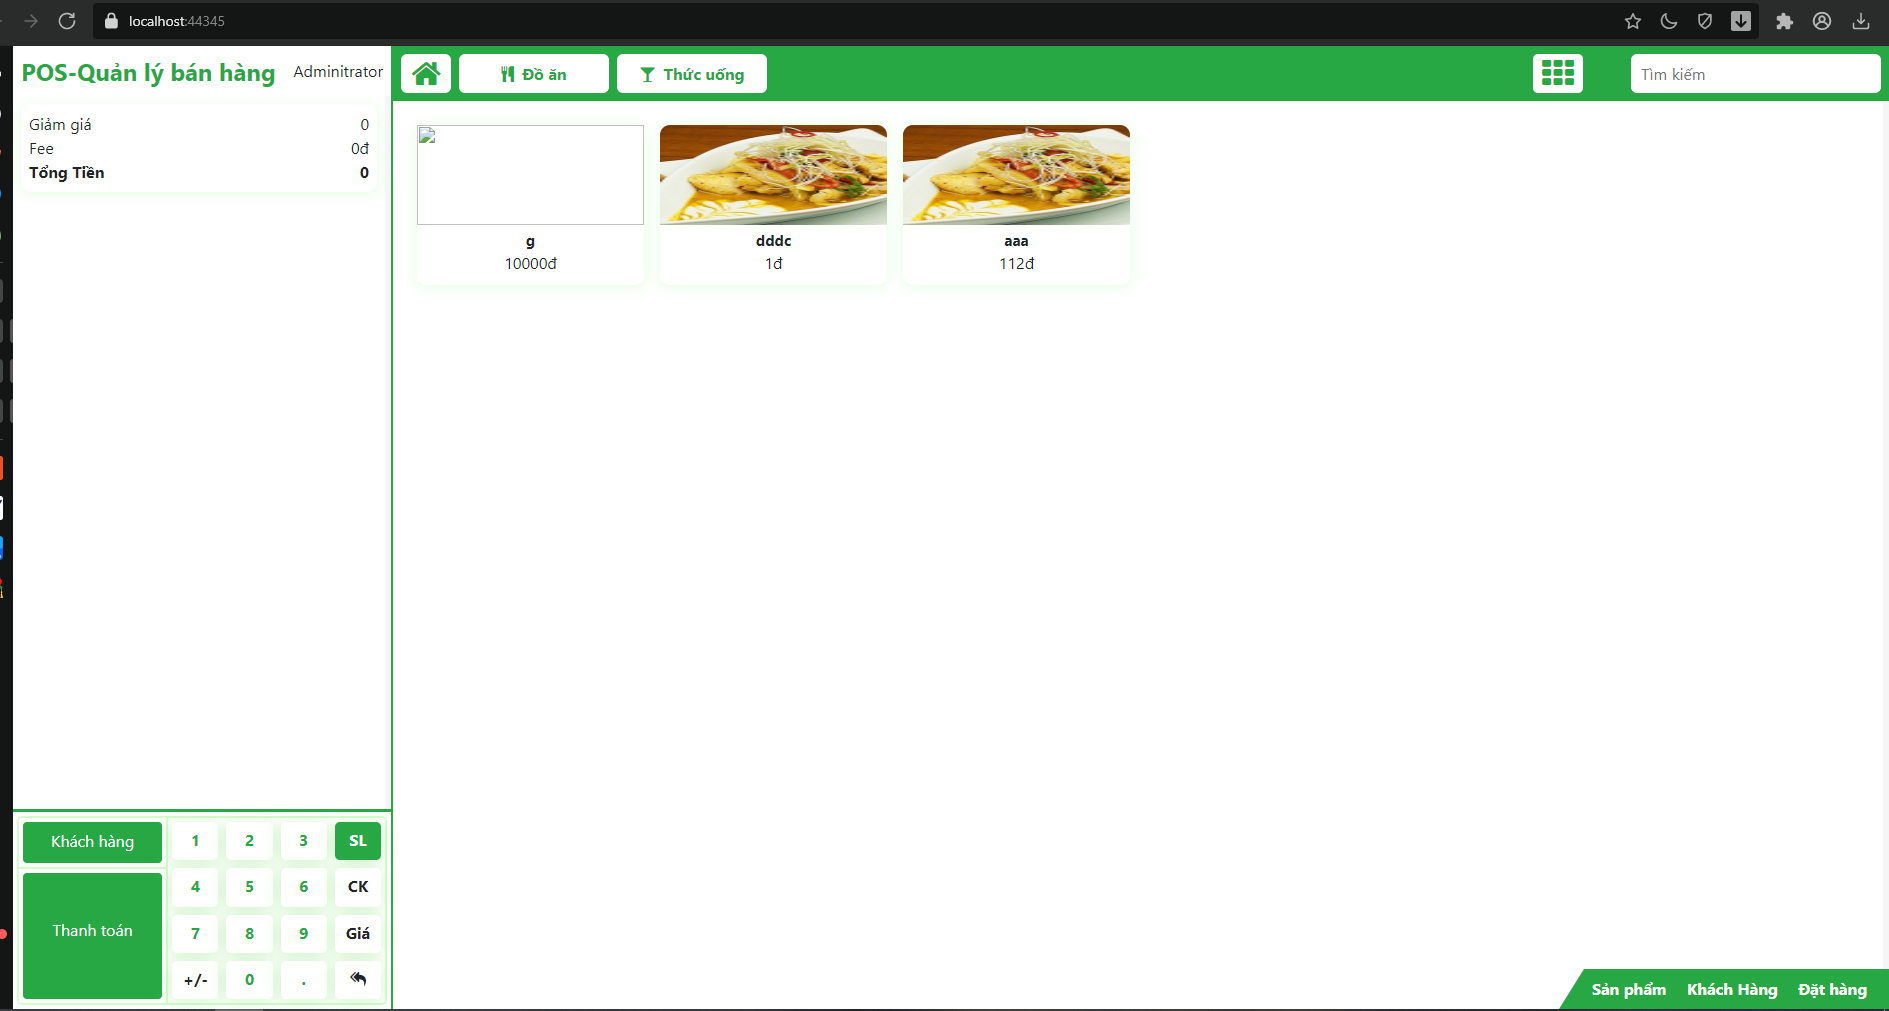 localhost:44345
POS-Quản lý bán hàng
Adminitrator
Đồ ăn
Thức uống
Tìm kiếm
Giảm giá 0
Fee 0đ
Tổng Tiền 0
g
10000đ
dddc
1đ
aaa
112đ
Khách hàng
Thanh toán
1 2 3 SL
4 5 6 CK
7 8 9 Giá
+/- 0 .
Sản phẩm Khách Hàng Đặt hàng